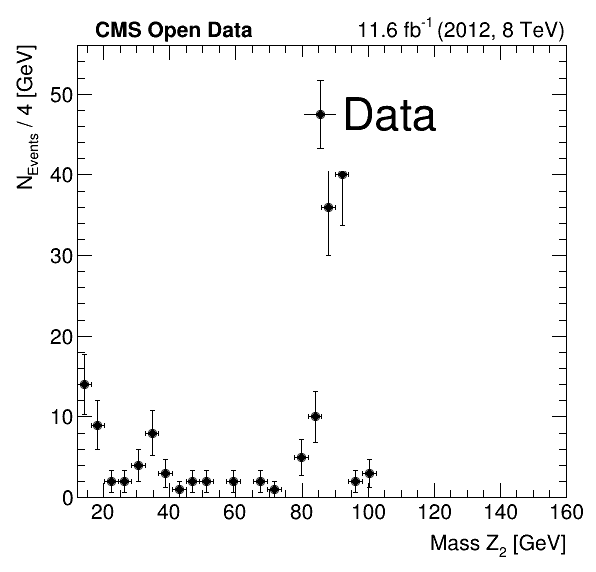 CMS Open Data 11.6 fb⁻¹ (2012, 8 TeV)
N_Events / 4 [GeV]
50
40
30
20
10
0
Data
20 40 60 80 100 120 140 160
Mass Z₂ [GeV]